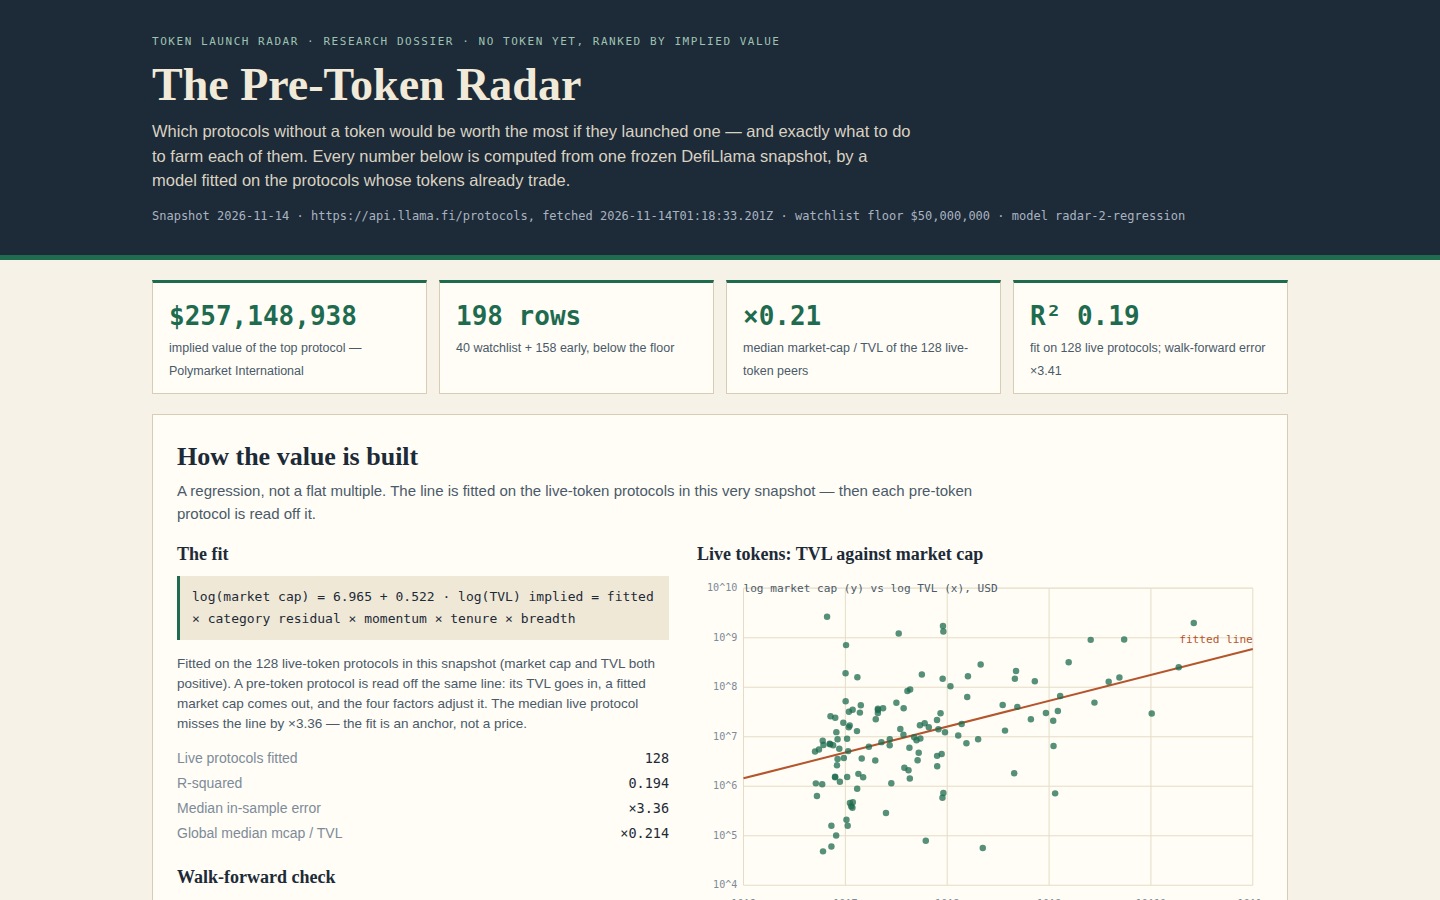 TOKEN LAUNCH RADAR · RESEARCH DOSSIER · NO TOKEN YET, RANKED BY IMPLIED VALUE
The Pre-Token Radar
Which protocols without a token would be worth the most if they launched one — and exactly what to do
to farm each of them. Every number below is computed from one frozen DefiLlama snapshot, by a
model fitted on the protocols whose tokens already trade.
Snapshot 2026-11-14 · https://api.llama.fi/protocols, fetched 2026-11-14T01:18:33.201Z · watchlist floor $50,000,000 · model radar-2-regression
$257,148,938
implied value of the top protocol —
Polymarket International
198 rows
40 watchlist + 158 early, below the floor
×0.21
median market-cap / TVL of the 128 live-
token peers
R² 0.19
fit on 128 live protocols; walk-forward error
×3.41
How the value is built
A regression, not a flat multiple. The line is fitted on the live-token protocols in this very snapshot — then each pre-token
protocol is read off it.
The fit
log(market cap) = 6.965 + 0.522 · log(TVL) implied = fitted
× category residual × momentum × tenure × breadth
Fitted on the 128 live-token protocols in this snapshot (market cap and TVL both
positive). A pre-token protocol is read off the same line: its TVL goes in, a fitted
market cap comes out, and the four factors adjust it. The median live protocol
misses the line by ×3.36 — the fit is an anchor, not a price.
Live protocols fitted 128
R-squared 0.194
Median in-sample error ×3.36
Global median mcap / TVL ×0.214
Walk-forward check
Live tokens: TVL against market cap
10^10 log market cap (y) vs log TVL (x), USD
10^9
fitted line
10^8
10^7
10^6
10^5
10^4